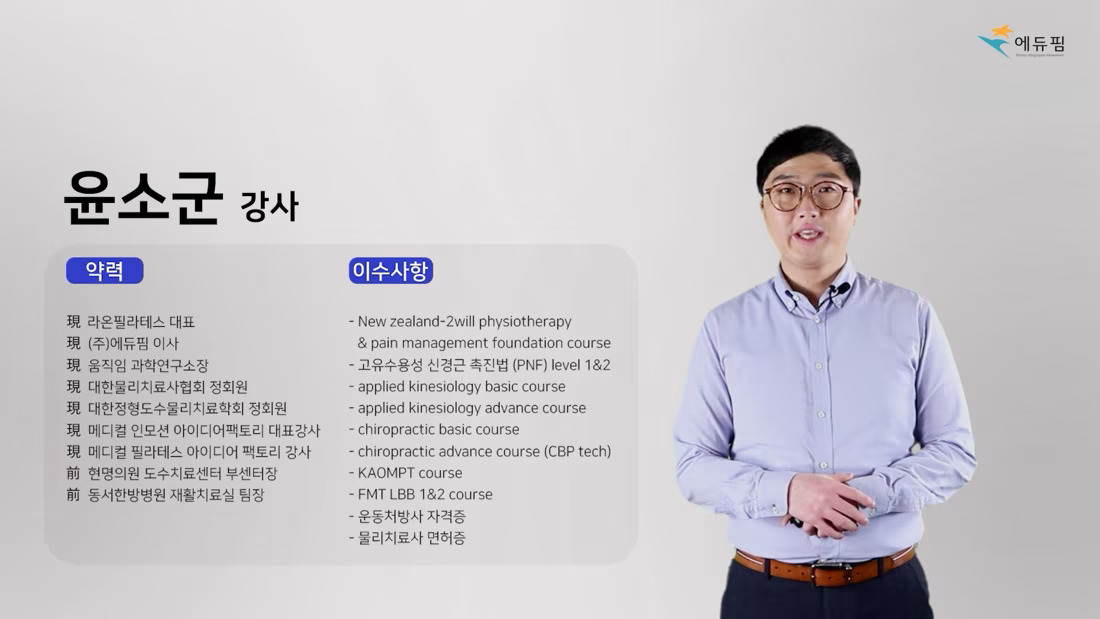 에듀핌
윤소군 강사
약력
現 라온필라테스 대표
現 (주)에듀핌 이사
現 움직임 과학연구소장
現 대한물리치료사협회 정회원
現 대한정형도수물리치료학회 정회원
現 메디컬 인모션 아이디어팩토리 대표강사
現 메디컬 필라테스 아이디어 팩토리 강사
前 현명의원 도수치료센터 부센터장
前 동서한방병원 재활치료실 팀장
이수사항
- New zealand-2will physiotherapy
& pain management foundation course
- 고유수용성 신경근 촉진법 (PNF) level 1&2
- applied kinesiology basic course
- applied kinesiology advance course
- chiropractic basic course
- chiropractic advance course (CBP tech)
- KAOMPT course
- FMT LBB 1&2 course
- 운동처방사 자격증
- 물리치료사 면허증